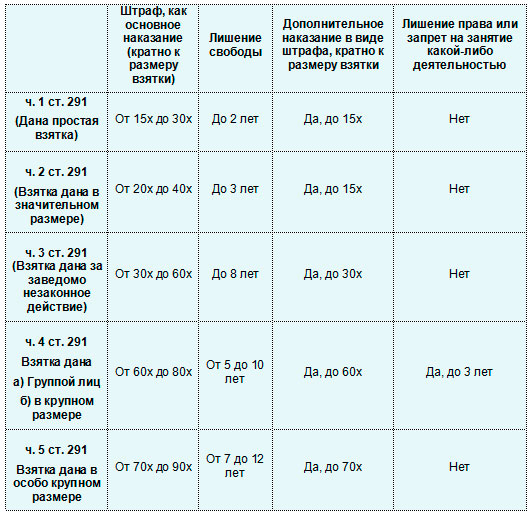 Штраф, как
основное
наказание
(кратно к
размеру
взятки)
Лишение
свободы
Дополнительное
наказание в виде
штрафа, кратно к
размеру взятки
Лишение права или
запрет на занятие
какой-либо
деятельностью
ч. 1 ст. 291
(Дана простая
взятка)
От 15х до 30х
До 2 лет
Да, до 15х
Нет
ч. 2 ст. 291
(Взятка дана в
значительном
размере)
От 20х до 40х
До 3 лет
Да, до 15х
Нет
ч. 3 ст. 291
(Взятка дана за
заведомо
незаконное
действие)
От 30х до 60х
До 8 лет
Да, до 30х
Нет
ч. 4 ст. 291
Взятка дана
а) Группой лиц
б) в крупном
размере
От 60х до 80х
От 5 до 10
лет
Да, до 60х
Да, до 3 лет
ч. 5 ст. 291
Взятка дана в
особо крупном
размере
От 70х до 90х
От 7 до 12
лет
Да, до 70х
Нет